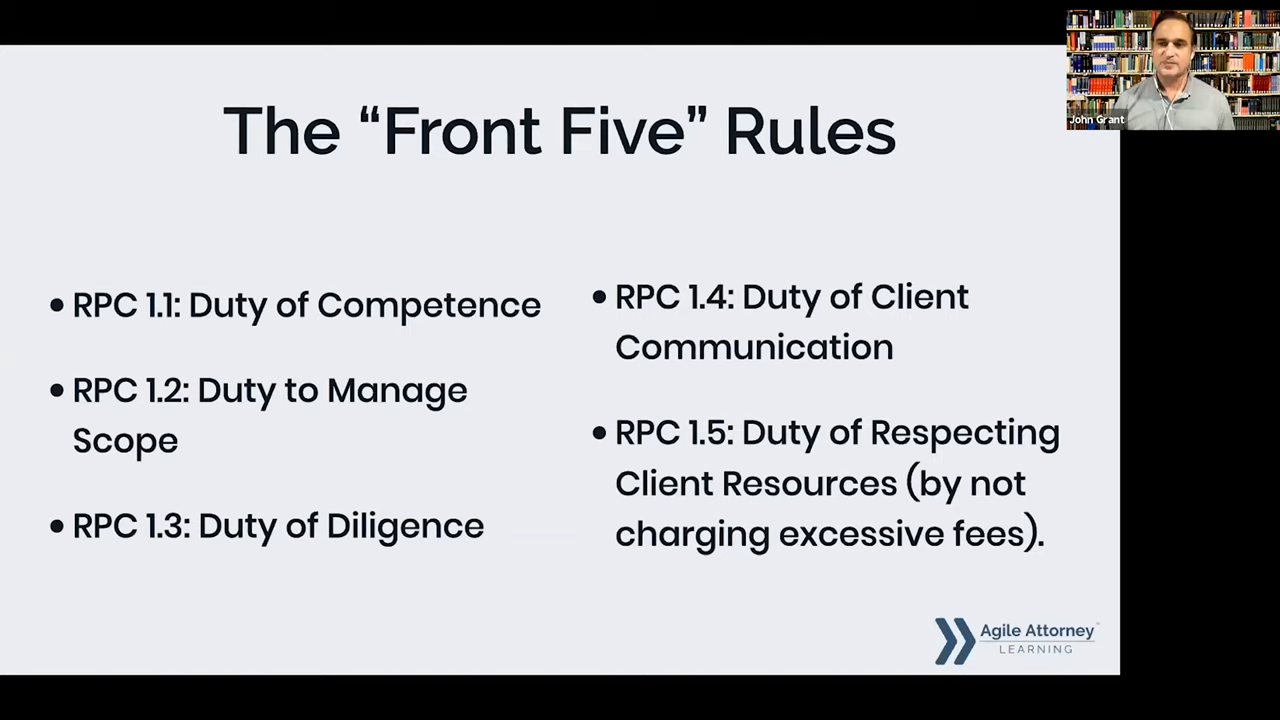 The “Front Five” Rules
• RPC 1.1: Duty of Competence
• RPC 1.2: Duty to Manage
Scope
• RPC 1.3: Duty of Diligence
• RPC 1.4: Duty of Client
Communication
• RPC 1.5: Duty of Respecting
Client Resources (by not
charging excessive fees).
Agile Attorney™
LEARNING
John Grant